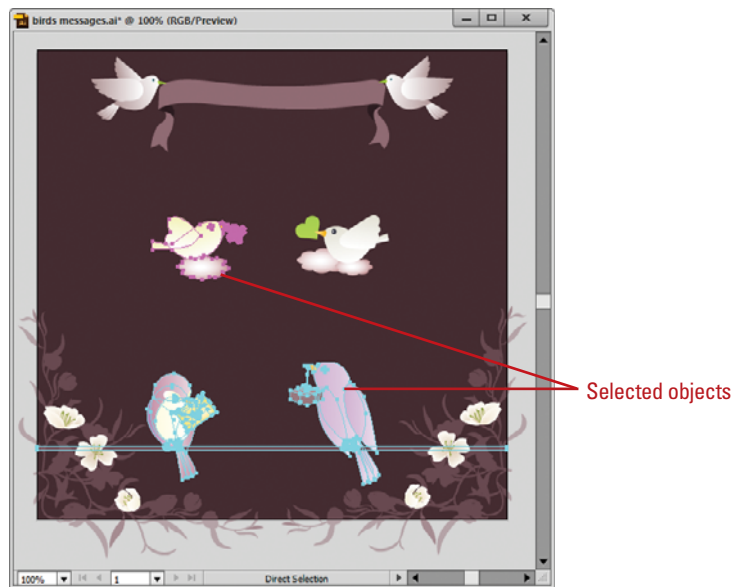 birds messages.ai* @ 100% (RGB/Preview)
Selected objects
100% 1 Direct Selection